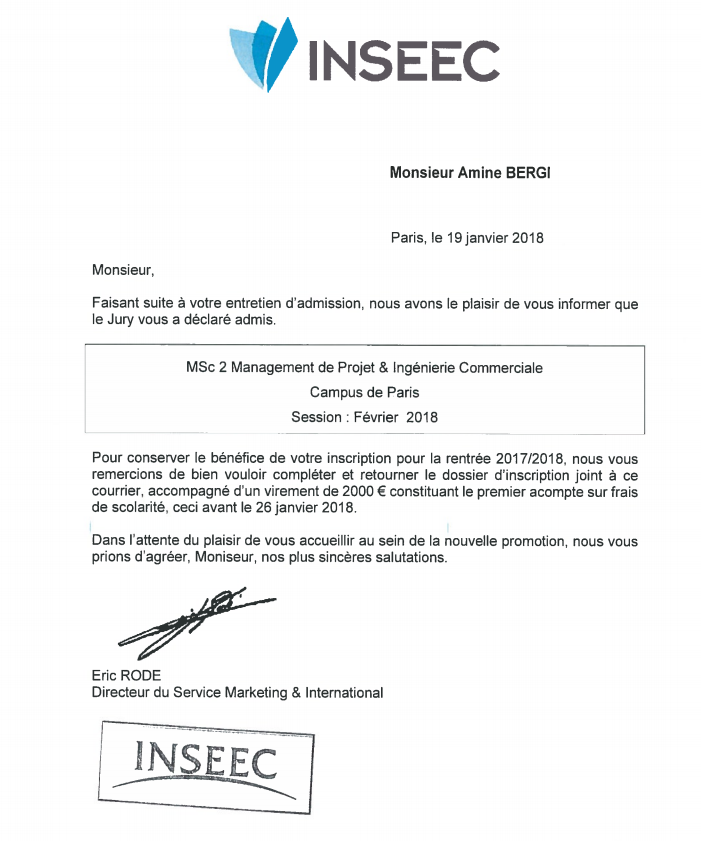 INSEEC
Monsieur Amine BERGI
Paris, le 19 janvier 2018
Monsieur,
Faisant suite à votre entretien d'admission, nous avons le plaisir de vous informer que
le Jury vous a déclaré admis.
MSc 2 Management de Projet & Ingénierie Commerciale
Campus de Paris
Session : Février 2018
Pour conserver le bénéfice de votre inscription pour la rentrée 2017/2018, nous vous
remercions de bien vouloir compléter et retourner le dossier d'inscription joint à ce
courrier, accompagné d'un virement de 2000 € constituant le premier acompte sur frais
de scolarité, ceci avant le 26 janvier 2018.
Dans l'attente du plaisir de vous accueillir au sein de la nouvelle promotion, nous vous
prions d'agréer, Moniseur, nos plus sincères salutations.
Eric RODE
Directeur du Service Marketing & International
INSEEC